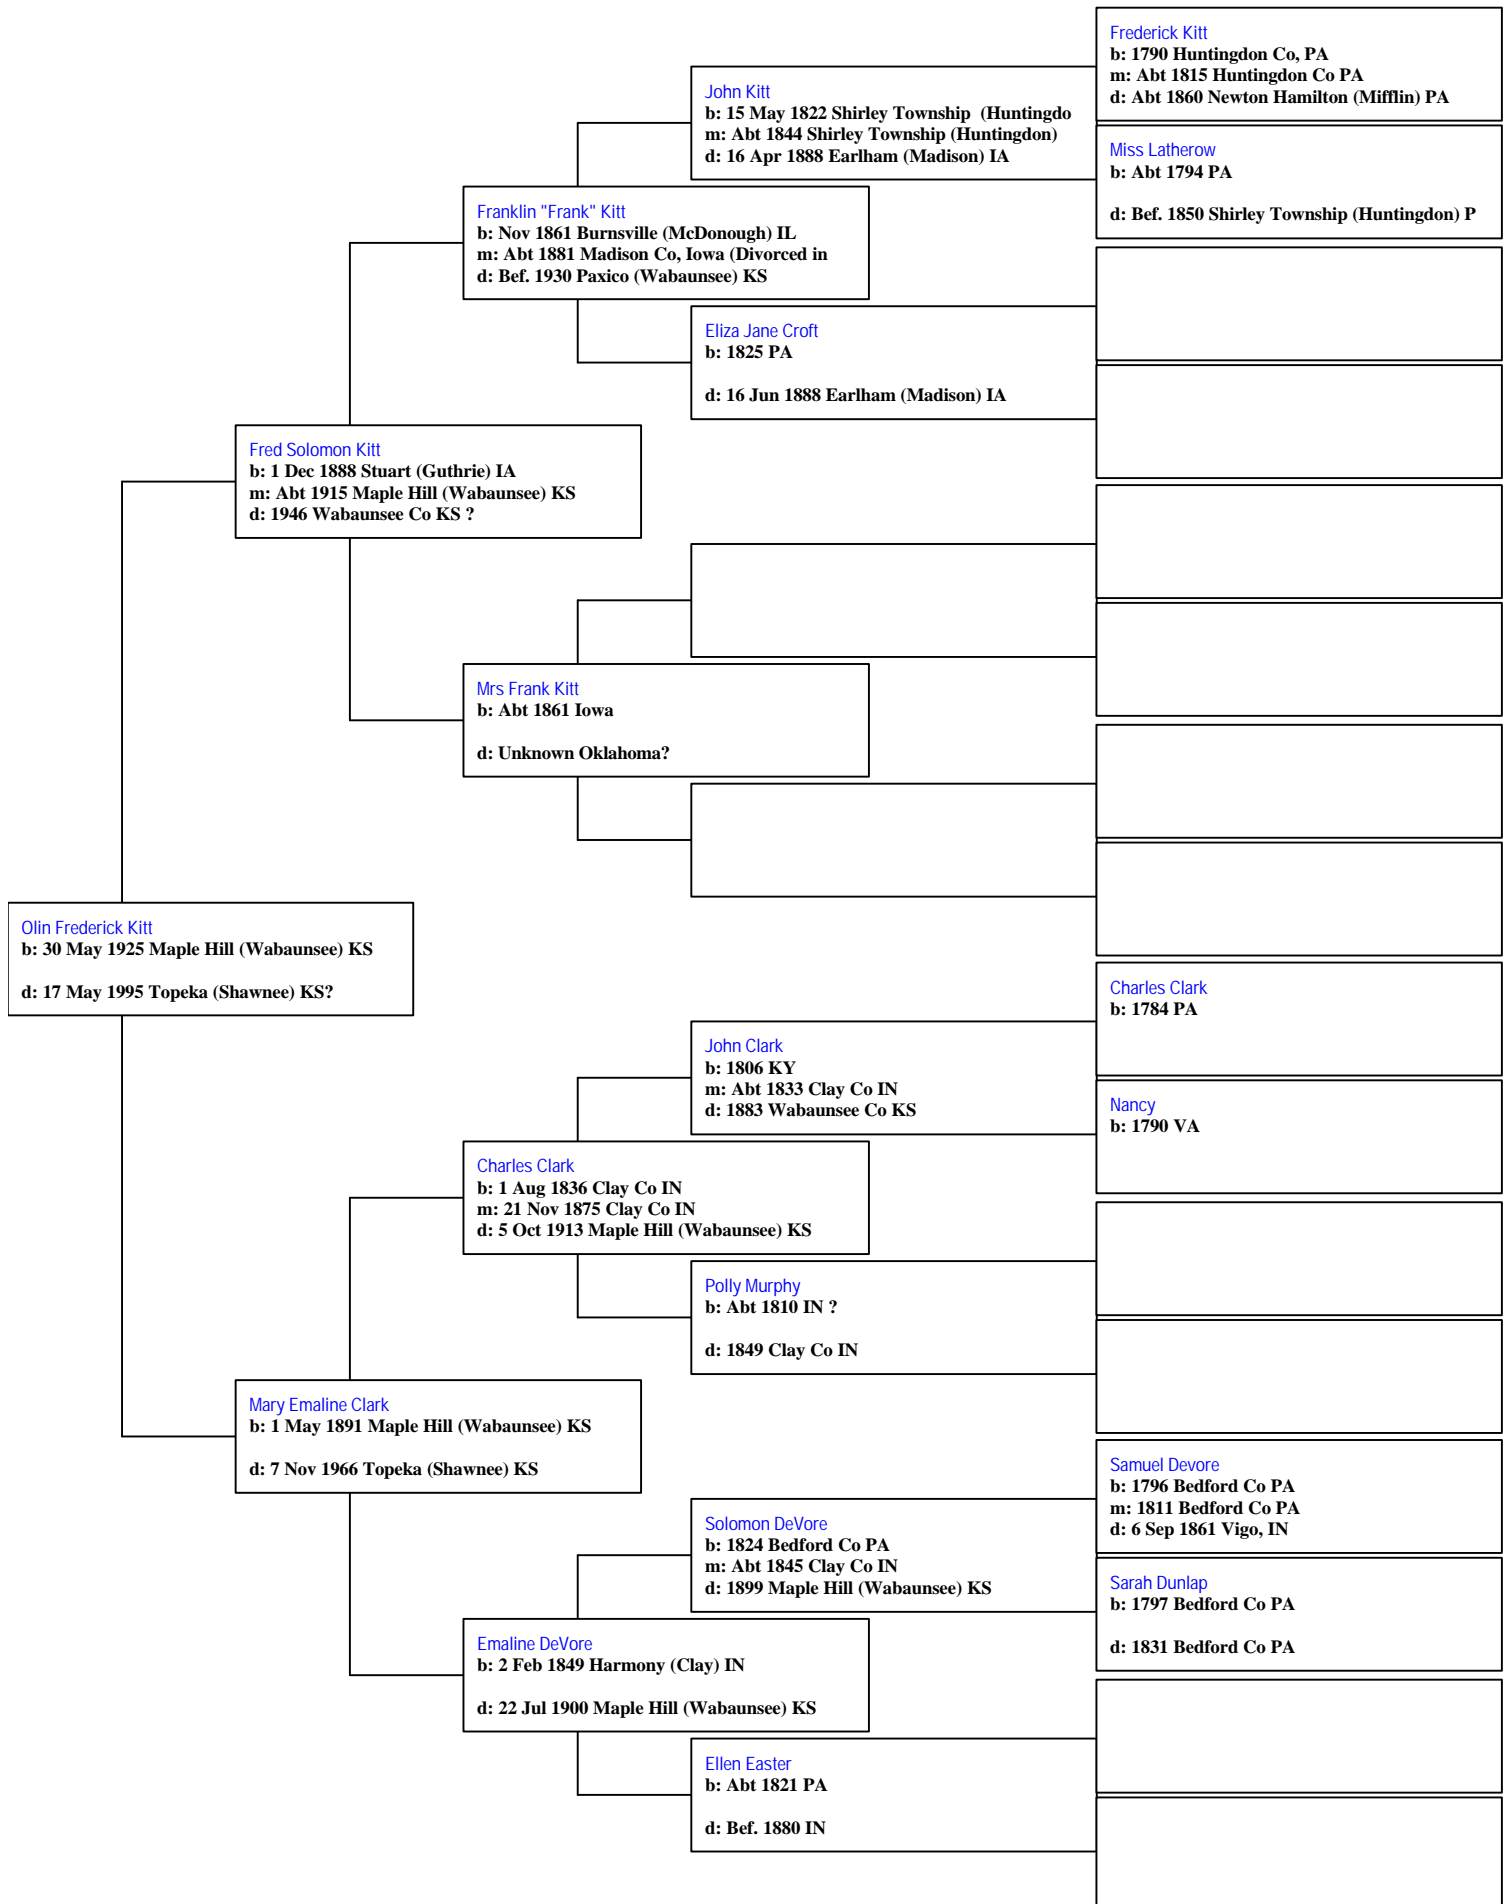 Frederick Kitt
b: 1790 Huntingdon Co, PA
m: Abt 1815 Huntingdon Co PA
d: Abt 1860 Newton Hamilton (Mifflin) PA
John Kitt
b: 15 May 1822 Shirley Township (Huntingdo
m: Abt 1844 Shirley Township (Huntingdon)
d: 16 Apr 1888 Earlham (Madison) IA
Miss Latherow
b: Abt 1794 PA
d: Bef. 1850 Shirley Township (Huntingdon) P
Franklin "Frank" Kitt
b: Nov 1861 Burnsville (McDonough) IL
m: Abt 1881 Madison Co, Iowa (Divorced in
d: Bef. 1930 Paxico (Wabaunsee) KS
Eliza Jane Croft
b: 1825 PA
d: 16 Jun 1888 Earlham (Madison) IA
Fred Solomon Kitt
b: 1 Dec 1888 Stuart (Guthrie) IA
m: Abt 1915 Maple Hill (Wabaunsee) KS
d: 1946 Wabaunsee Co KS ?
Mrs Frank Kitt
b: Abt 1861 Iowa
d: Unknown Oklahoma?
Olin Frederick Kitt
b: 30 May 1925 Maple Hill (Wabaunsee) KS
d: 17 May 1995 Topeka (Shawnee) KS?
Charles Clark
b: 1784 PA
John Clark
b: 1806 KY
m: Abt 1833 Clay Co IN
d: 1883 Wabaunsee Co KS
Nancy
b: 1790 VA
Charles Clark
b: 1 Aug 1836 Clay Co IN
m: 21 Nov 1875 Clay Co IN
d: 5 Oct 1913 Maple Hill (Wabaunsee) KS
Polly Murphy
b: Abt 1810 IN ?
d: 1849 Clay Co IN
Mary Emaline Clark
b: 1 May 1891 Maple Hill (Wabaunsee) KS
d: 7 Nov 1966 Topeka (Shawnee) KS
Samuel Devore
b: 1796 Bedford Co PA
m: 1811 Bedford Co PA
d: 6 Sep 1861 Vigo, IN
Solomon DeVore
b: 1824 Bedford Co PA
m: Abt 1845 Clay Co IN
d: 1899 Maple Hill (Wabaunsee) KS
Sarah Dunlap
b: 1797 Bedford Co PA
d: 1831 Bedford Co PA
Emaline DeVore
b: 2 Feb 1849 Harmony (Clay) IN
d: 22 Jul 1900 Maple Hill (Wabaunsee) KS
Ellen Easter
b: Abt 1821 PA
d: Bef. 1880 IN